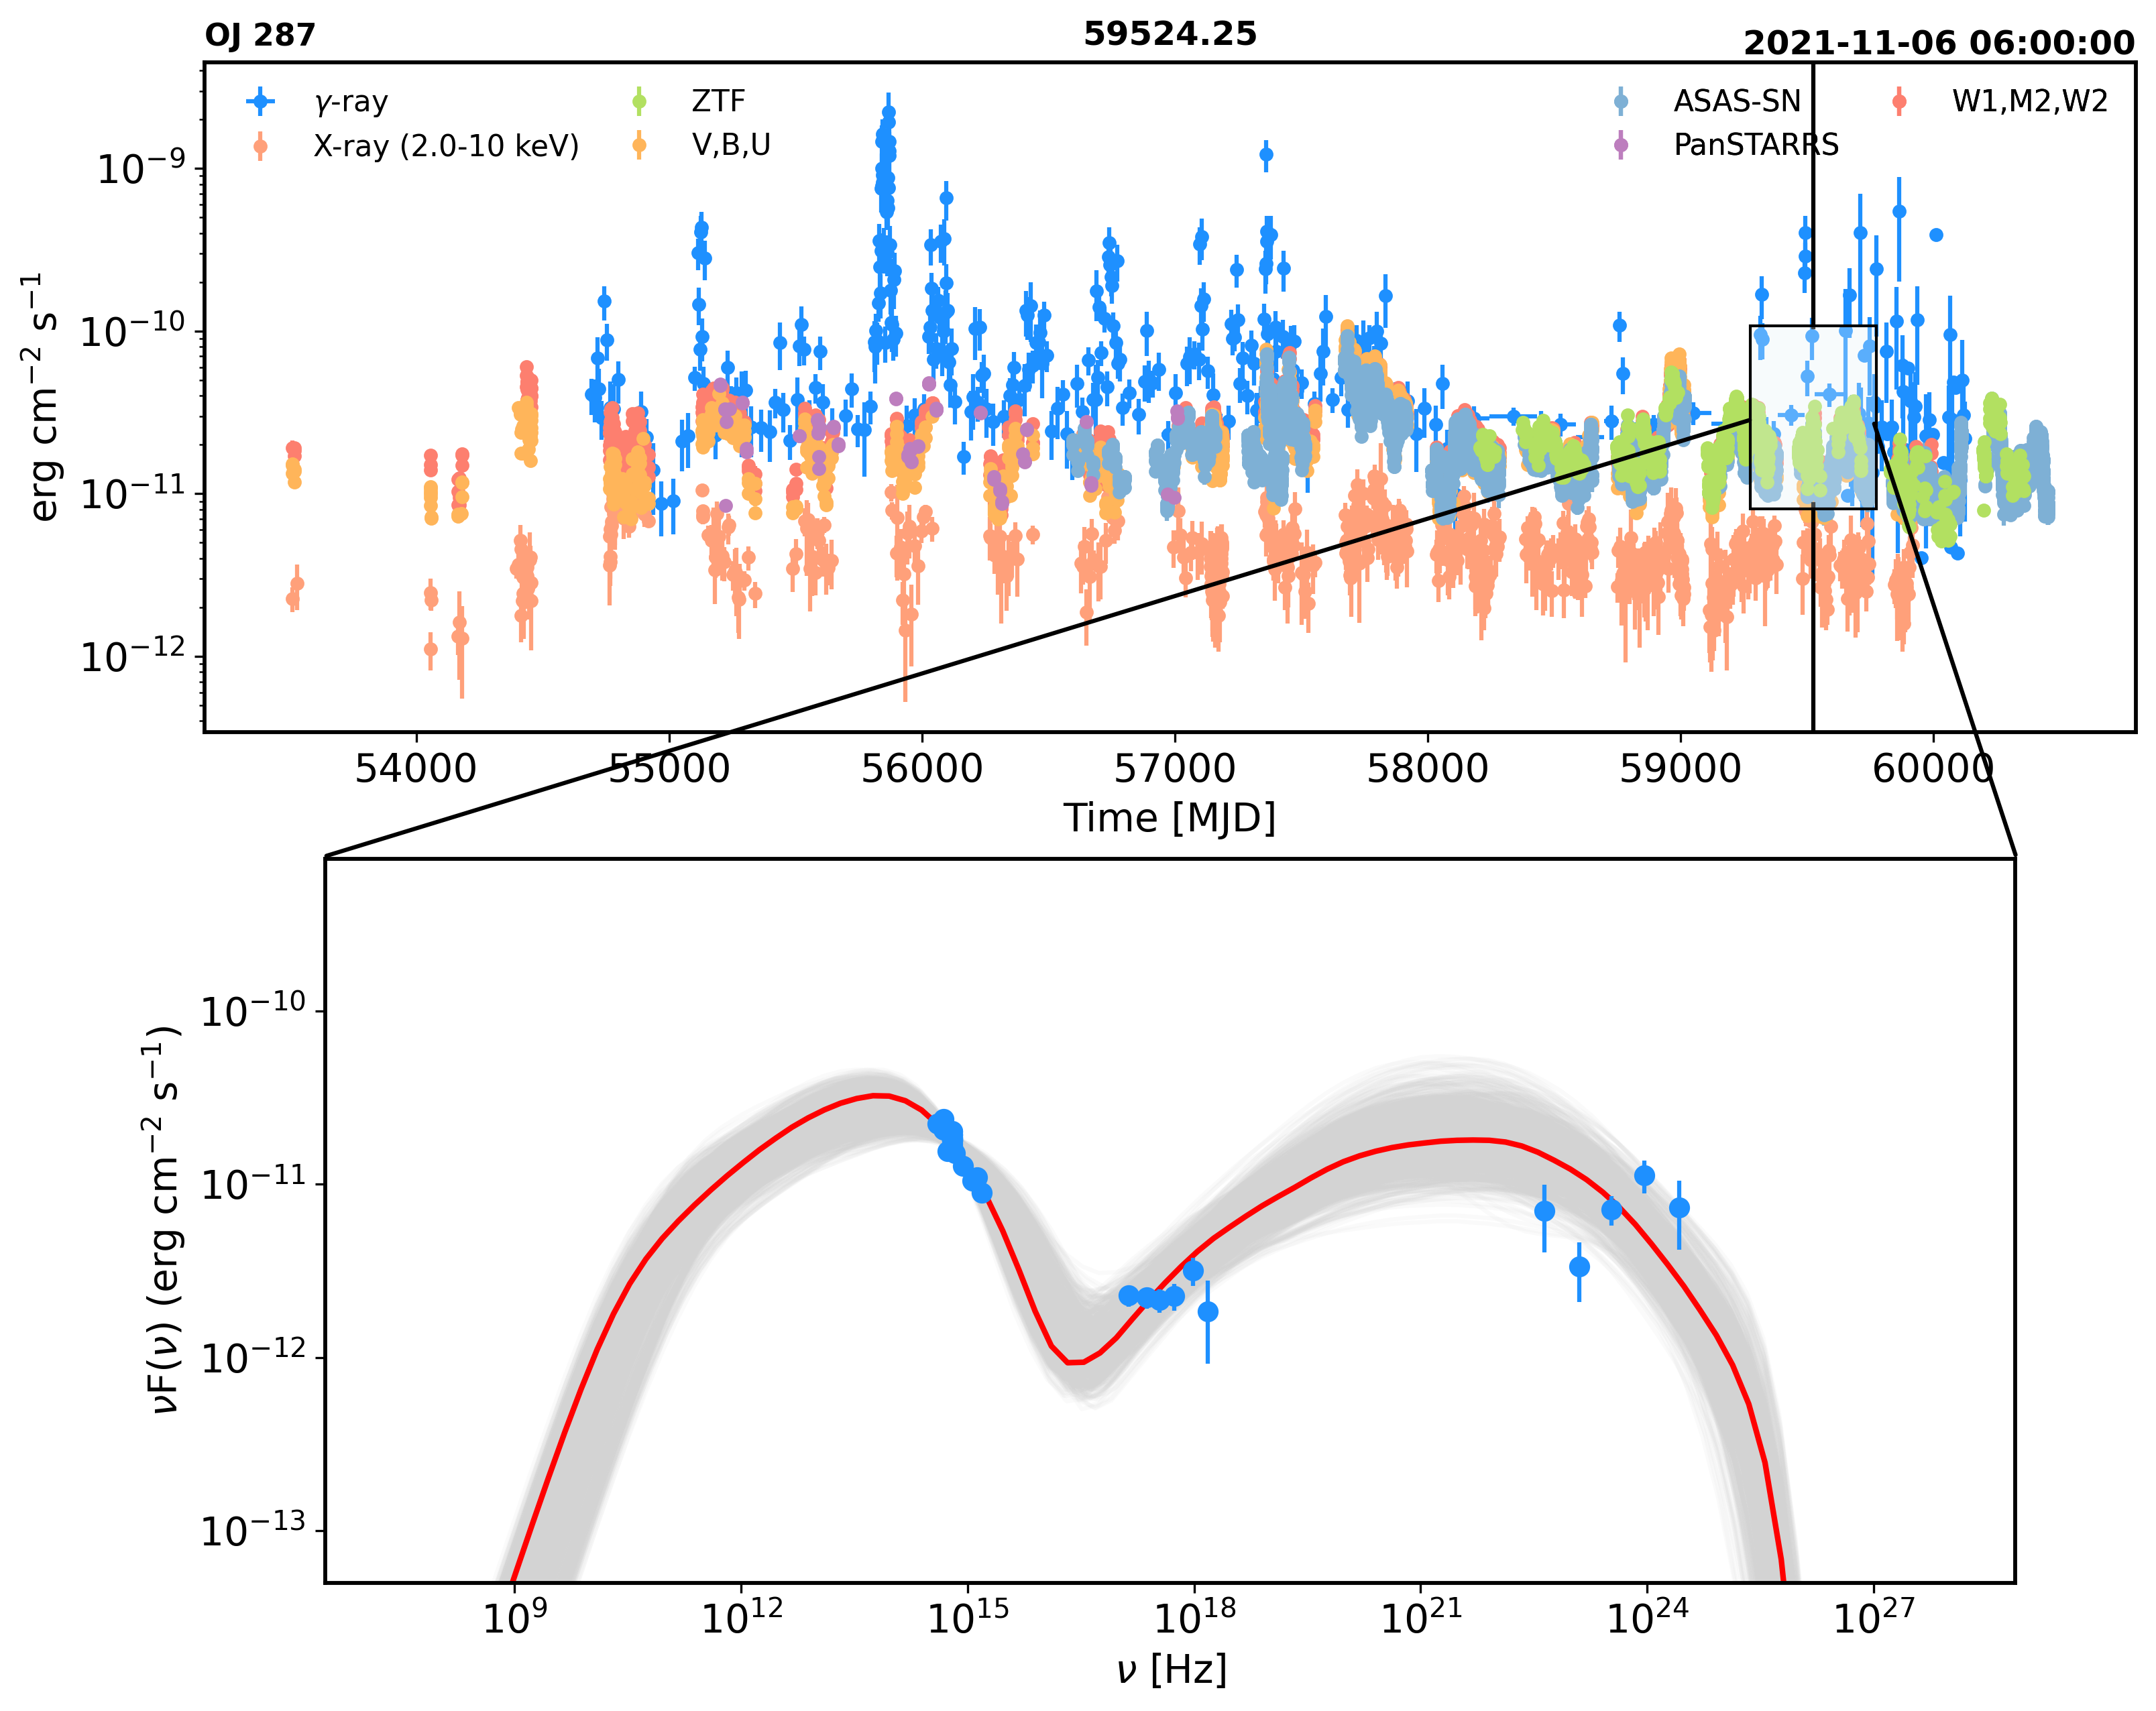 OJ 287 59524.25 2021-11-06 06:00:00
γ-ray ZTF ASAS-SN W1,M2,W2
X-ray (2.0-10 keV) V,B,U PanSTARRS
erg cm⁻² s⁻¹
10⁻⁹
10⁻¹⁰
10⁻¹¹
10⁻¹²
54000 55000 56000 57000 58000 59000 60000
Time [MJD]
νF(ν) (erg cm⁻² s⁻¹)
10⁻¹⁰
10⁻¹¹
10⁻¹²
10⁻¹³
10⁹ 10¹² 10¹⁵ 10¹⁸ 10²¹ 10²⁴ 10²⁷
ν [Hz]